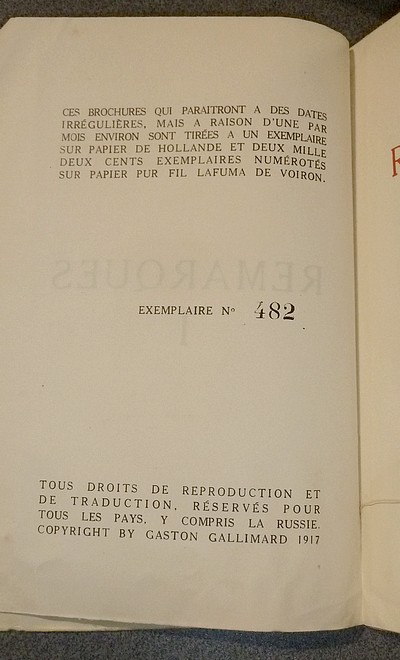 CES BROCHURES QUI PARAITRONT A DES DATES
IRRÉGULIÈRES, MAIS A RAISON D'UNE PAR
MOIS ENVIRON SONT TIRÉES A UN EXEMPLAIRE
SUR PAPIER DE HOLLANDE ET DEUX MILLE
DEUX CENTS EXEMPLAIRES NUMÉROTÉS
SUR PAPIER PUR FIL LAFUMA DE VOIRON.
REMARQUES
I
EXEMPLAIRE Nº 482
TOUS DROITS DE REPRODUCTION ET
DE TRADUCTION, RÉSERVÉS POUR
TOUS LES PAYS, Y COMPRIS LA RUSSIE.
COPYRIGHT BY GASTON GALLIMARD 1917